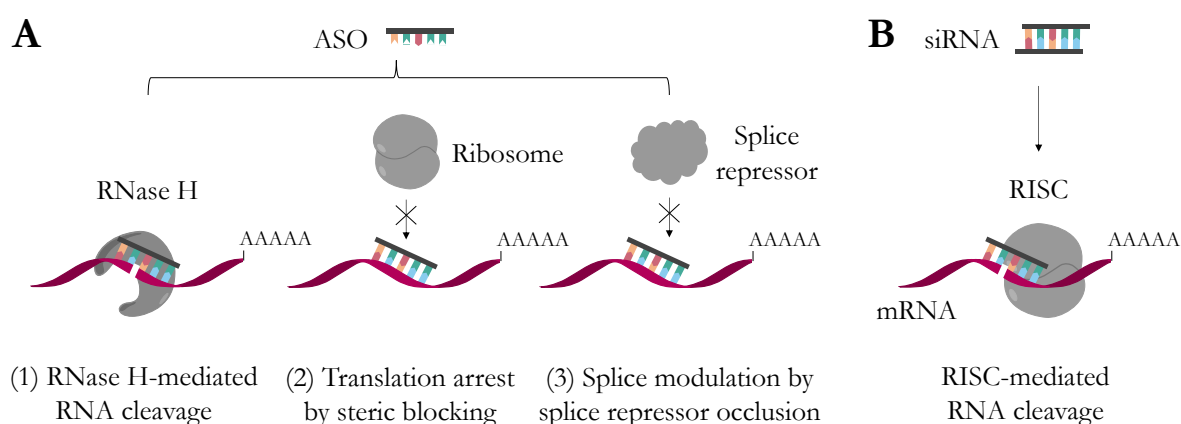 A
ASO
B
siRNA
Ribosome
Splice
repressor
RNase H
RISC
AAAAA
AAAAA
AAAAA
AAAAA
mRNA
(1) RNase H-mediated
RNA cleavage
(2) Translation arrest
by steric blocking
(3) Splice modulation by
splice repressor occlusion
RISC-mediated
RNA cleavage